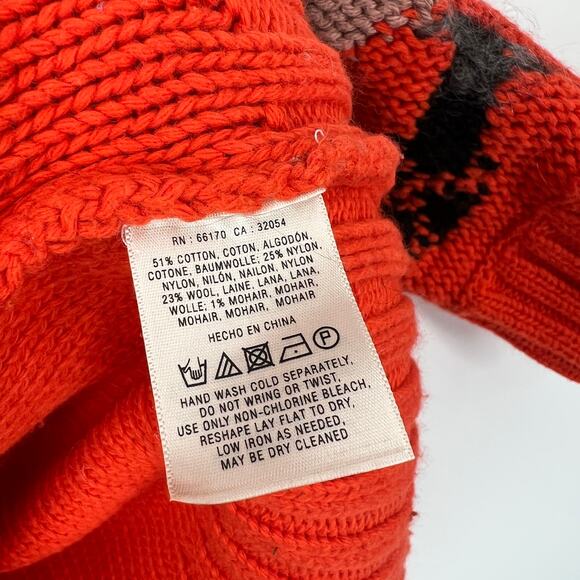 RN : 66170 CA : 32054
51% COTTON, COTON, ALGODÓN,
COTONE, BAUMWOLLE; 25% NYLON,
NYLON, NILÓN, NAILON, NYLON
23% WOOL, LAINE, LANA, LANA,
WOLLE; 1% MOHAIR, MOHAIR,
MOHAIR, MOHAIR, MOHAIR
HECHO EN CHINA
P
HAND WASH COLD SEPARATELY,
DO NOT WRING OR TWIST,
USE ONLY NON-CHLORINE BLEACH,
RESHAPE LAY FLAT TO DRY,
LOW IRON AS NEEDED,
MAY BE DRY CLEANED